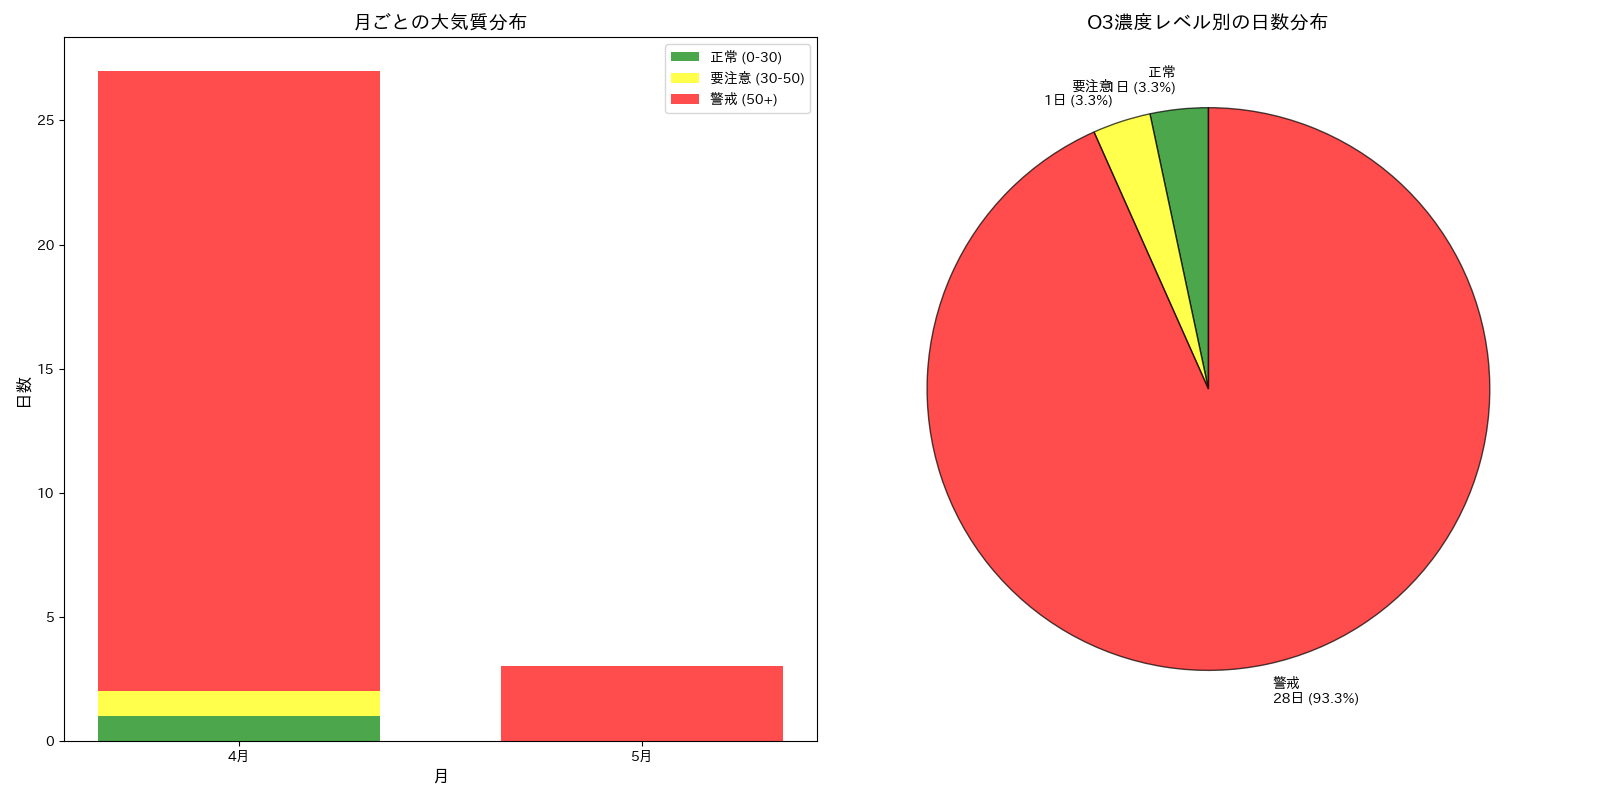 月ごとの大気質分布
正常 (0-30)
要注意 (30-50)
警戒 (50+)
25
20
15
10
5
0
日数
4月
5月
月
O3濃度レベル別の日数分布
正常
1日 (3.3%)
要注意
1日 (3.3%)
警戒
28日 (93.3%)